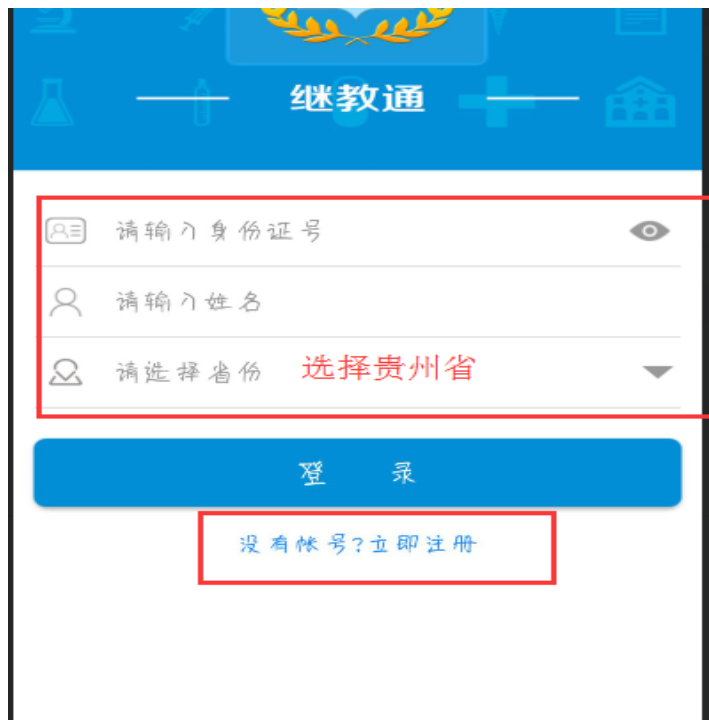 继教通
请输入身份证号
请输入姓名
请选择省份 选择贵州省
登 录
没有帐号?立即注册